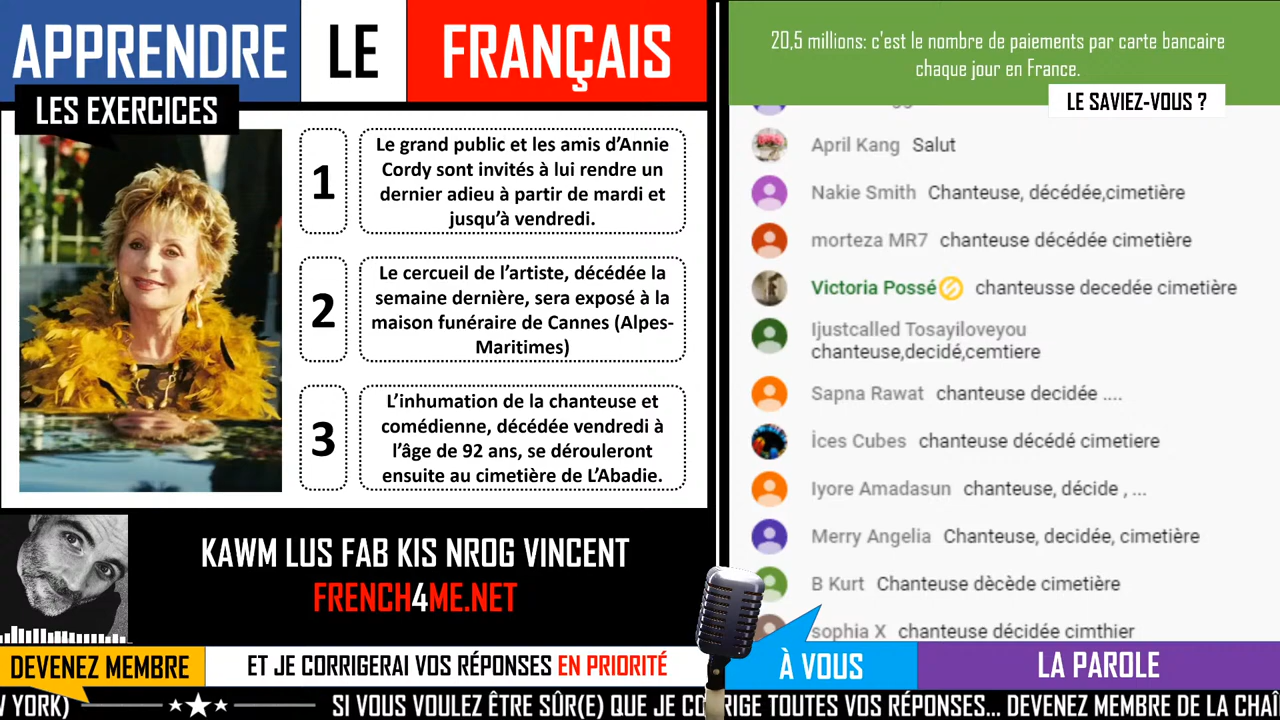 APPRENDRE LE FRANÇAIS
LES EXERCICES
1
Le grand public et les amis d’Annie
Cordy sont invités à lui rendre un
dernier adieu à partir de mardi et
jusqu’à vendredi.
2
Le cercueil de l’artiste, décédée la
semaine dernière, sera exposé à la
maison funéraire de Cannes (Alpes-
Maritimes)
3
L’inhumation de la chanteuse et
comédienne, décédée vendredi à
l’âge de 92 ans, se dérouleront
ensuite au cimetière de L’Abadie.
KAWM LUS FAB KIS NROG VINCENT
FRENCH4ME.NET
DEVENEZ MEMBRE
ET JE CORRIGERAI VOS RÉPONSES EN PRIORITÉ
20,5 millions: c’est le nombre de paiements par carte bancaire
chaque jour en France.
LE SAVIEZ-VOUS ?
April Kang Salut
Nakie Smith Chanteuse, décédée,cimetière
morteza MR7 chanteuse décédée cimetière
Victoria Possé chanteusse decedée cimetière
Ijustcalled Tosayiloveyou
chanteuse,decidé,cemtiere
Sapna Rawat chanteuse decidée ....
İces Cubes chanteuse décédé cimetiere
Iyore Amadasun chanteuse, décide , ...
Merry Angelia Chanteuse, decidée, cimetière
B Kurt Chanteuse dècède cimetière
sophia X chanteuse décidée cimthier
À VOUS LA PAROLE
YORK) SI VOUS VOULEZ ÊTRE SÛR(E) QUE JE CORRIGE TOUTES VOS RÉPONSES... DEVENEZ MEMBRE DE LA CHAÎ